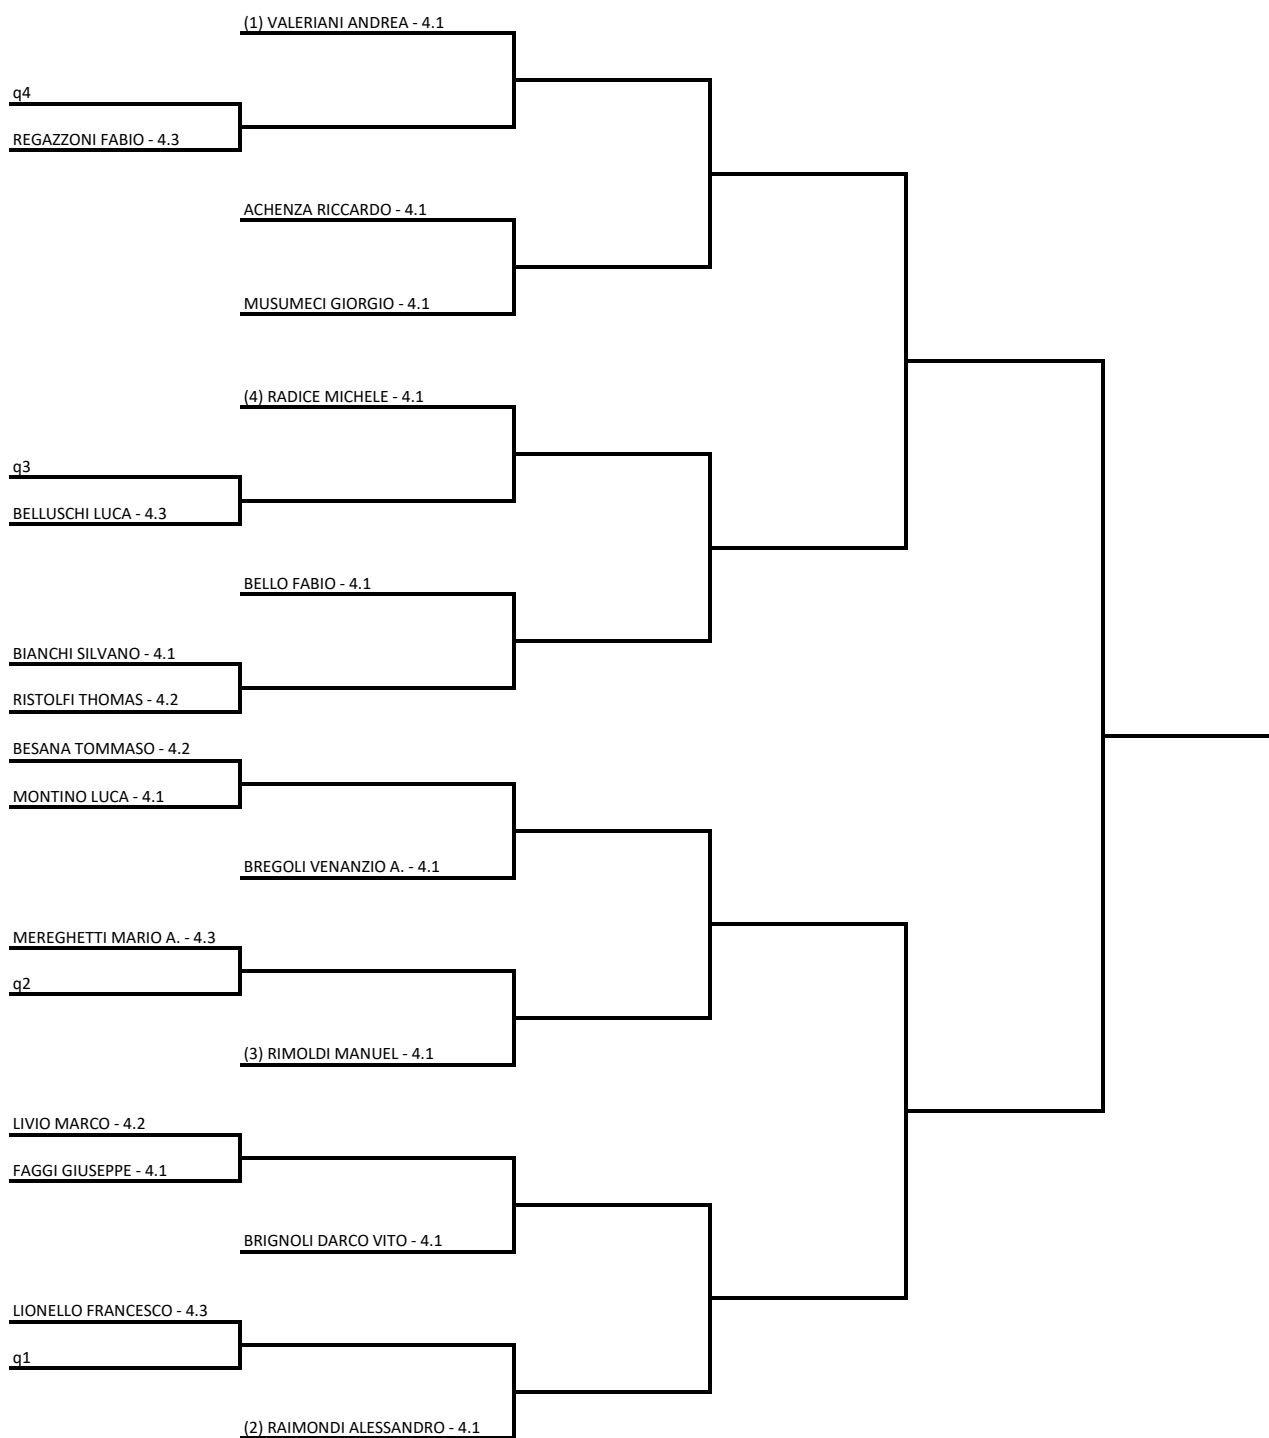 (1) VALERIANI ANDREA - 4.1
q4
REGAZZONI FABIO - 4.3
ACHENZA RICCARDO - 4.1
MUSUMECI GIORGIO - 4.1
(4) RADICE MICHELE - 4.1
q3
BELLUSCHI LUCA - 4.3
BELLO FABIO - 4.1
BIANCHI SILVANO - 4.1
RISTOLFI THOMAS - 4.2
BESANA TOMMASO - 4.2
MONTINO LUCA - 4.1
BREGOLI VENANZIO A. - 4.1
MEREGHETTI MARIO A. - 4.3
q2
(3) RIMOLDI MANUEL - 4.1
LIVIO MARCO - 4.2
FAGGI GIUSEPPE - 4.1
BRIGNOLI DARCO VITO - 4.1
LIONELLO FRANCESCO - 4.3
q1
(2) RAIMONDI ALESSANDRO - 4.1